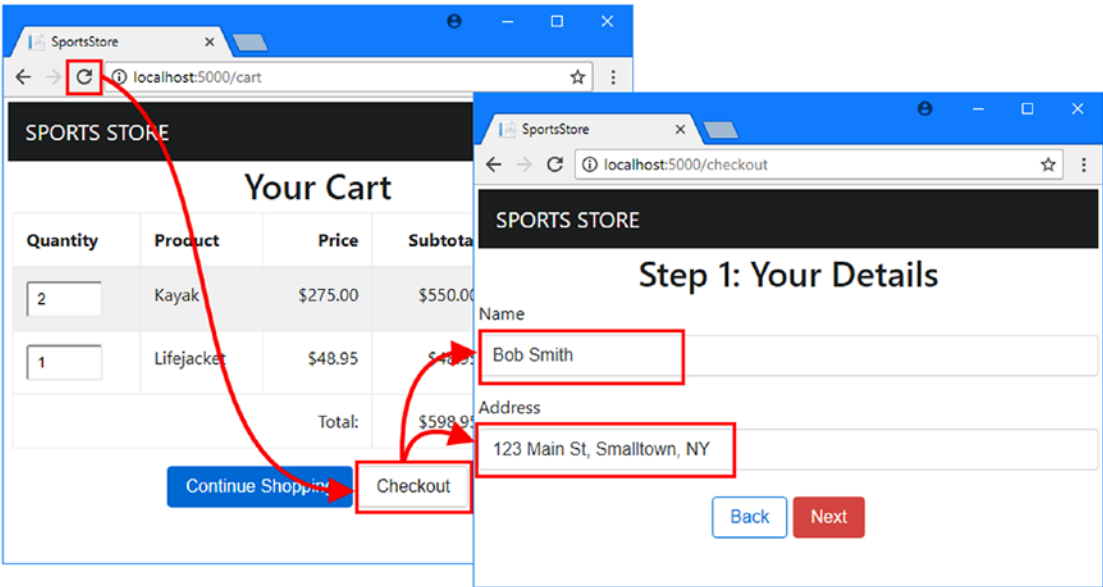 SportsStore
localhost:5000/cart
SPORTS STORE
Your Cart
Quantity Product Price Subtota
2 Kayak $275.00 $550.00
1 Lifejacket $48.95 $48.95
Total: $598.95
Continue Shopping Checkout
SportsStore
localhost:5000/checkout
SPORTS STORE
Step 1: Your Details
Name
Bob Smith
Address
123 Main St, Smalltown, NY
Back Next